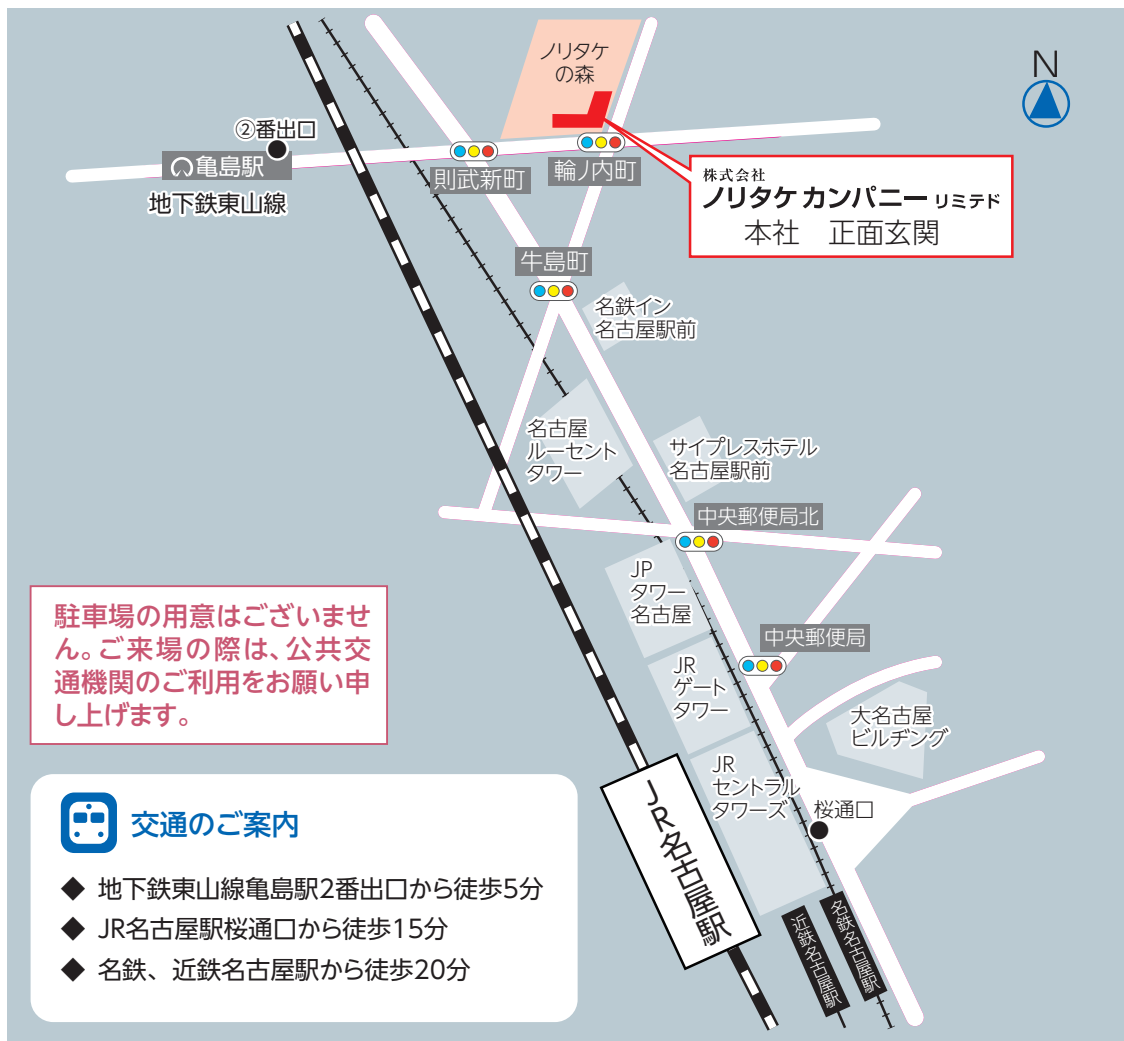 ノリタケ
の森
N
②番出口
亀島駅
地下鉄東山線
則武新町
輪ノ内町
株式会社
ノリタケ カンパニー リミテド
本社　正面玄関
牛島町
名鉄イン
名古屋駅前
名古屋
ルーセント
タワー
サイプレスホテル
名古屋駅前
中央郵便局北
JP
タワー
名古屋
中央郵便局
JR
ゲート
タワー
大名古屋
ビルヂング
JR
セントラル
タワーズ
桜通口
JR名古屋駅
近鉄名古屋駅
名鉄名古屋駅
駐車場の用意はございませ
ん。ご来場の際は、公共交
通機関のご利用をお願い申
し上げます。
交通のご案内
◆ 地下鉄東山線亀島駅2番出口から徒歩5分
◆ JR名古屋駅桜通口から徒歩15分
◆ 名鉄、近鉄名古屋駅から徒歩20分